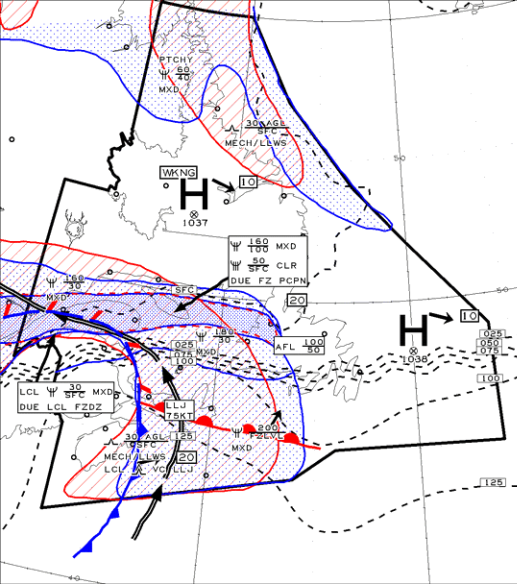 PTCHY
60
40
MXD
30 AGL
SFC
MECH/LLWS
50
WKNG
10
H
1037
160 MXD
100
50 CLR
SFC
DUE FZ PCPN
160
30
MXD
SFC
20
50
H
1038
10
AFL 100
50
180
30
MXD
025
075
100
025
050
075
100
LCL 30 MXD
SFC
DUE LCL FZDZ
LLJ
75KT
125
200
FZLVL
MXD
30 AGL
SFC
MECH/LLWS
LCL VC LLJ
20
125
40